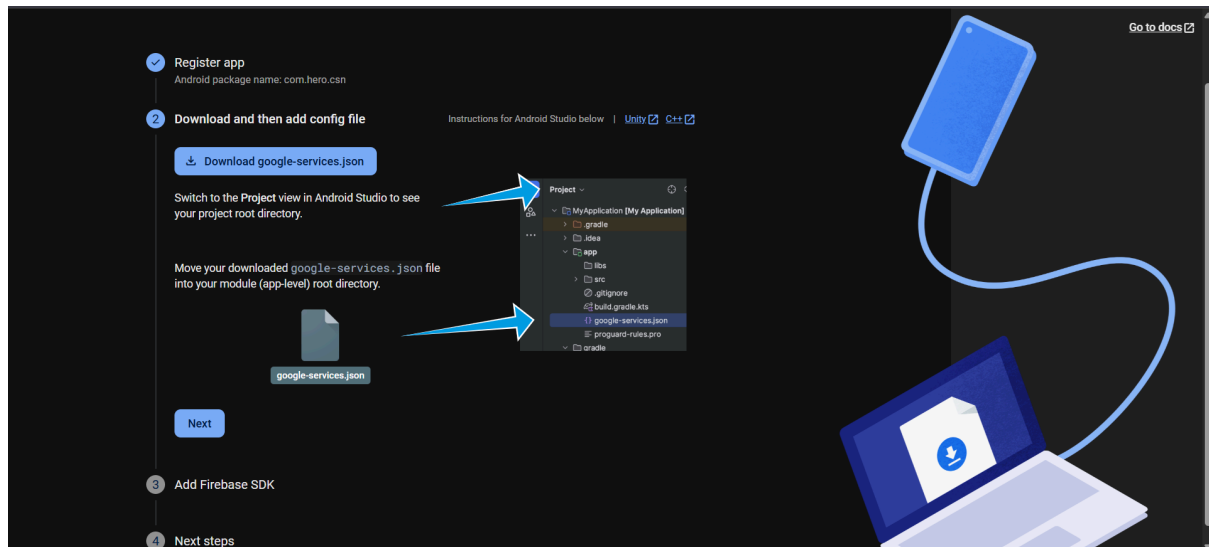 Go to docs
Register app
Android package name: com.hero.csn
2
Download and then add config file
Instructions for Android Studio below | Unity C++
Download google-services.json
Switch to the Project view in Android Studio to see
your project root directory.
Move your downloaded google-services.json file
into your module (app-level) root directory.
google-services.json
Project
MyApplication [My Application]
.gradle
.idea
app
libs
src
.gitignore
build.gradle.kts
google-services.json
proguard-rules.pro
gradle
Next
3
Add Firebase SDK
4
Next steps